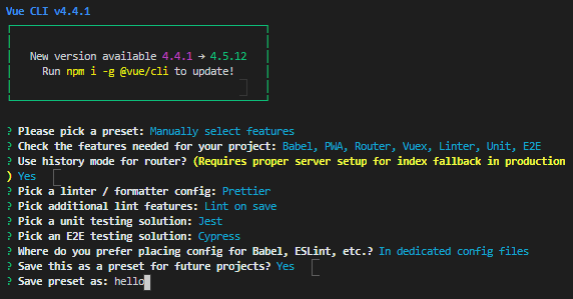 Vue CLI v4.4.1
New version available 4.4.1 → 4.5.12
Run npm i -g @vue/cli to update!
? Please pick a preset: Manually select features
? Check the features needed for your project: Babel, PWA, Router, Vuex, Linter, Unit, E2E
? Use history mode for router? (Requires proper server setup for index fallback in production
) Yes
? Pick a linter / formatter config: Prettier
? Pick additional lint features: Lint on save
? Pick a unit testing solution: Jest
? Pick an E2E testing solution: Cypress
? Where do you prefer placing config for Babel, ESLint, etc.? In dedicated config files
? Save this as a preset for future projects? Yes
? Save preset as: hello